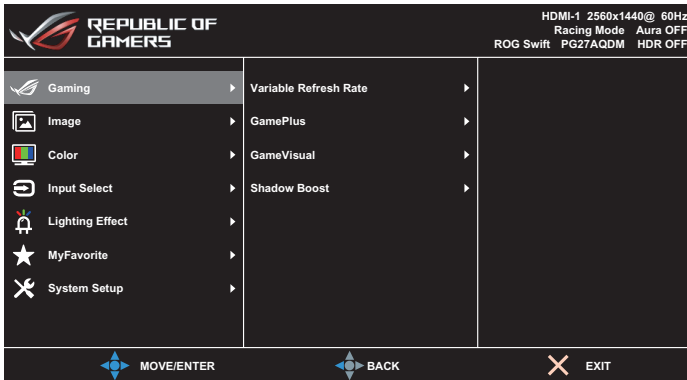 REPUBLIC OF
GAMERS
HDMI-1 2560x1440@ 60Hz
Racing Mode Aura OFF
ROG Swift PG27AQDM HDR OFF
Gaming
Image
Color
Input Select
Lighting Effect
MyFavorite
System Setup
Variable Refresh Rate
GamePlus
GameVisual
Shadow Boost
MOVE/ENTER
BACK
EXIT